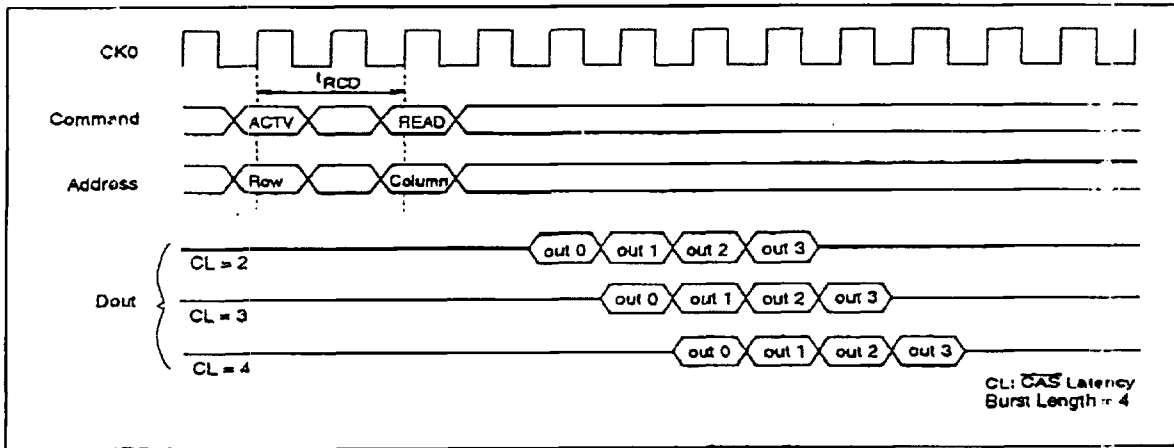 CK0
tRCD
Command ACTV READ
Address Row Column
CL = 2 out 0 out 1 out 2 out 3
Dout
CL = 3 out 0 out 1 out 2 out 3
CL = 4 out 0 out 1 out 2 out 3
CL: CAS Latency
Burst Length = 4